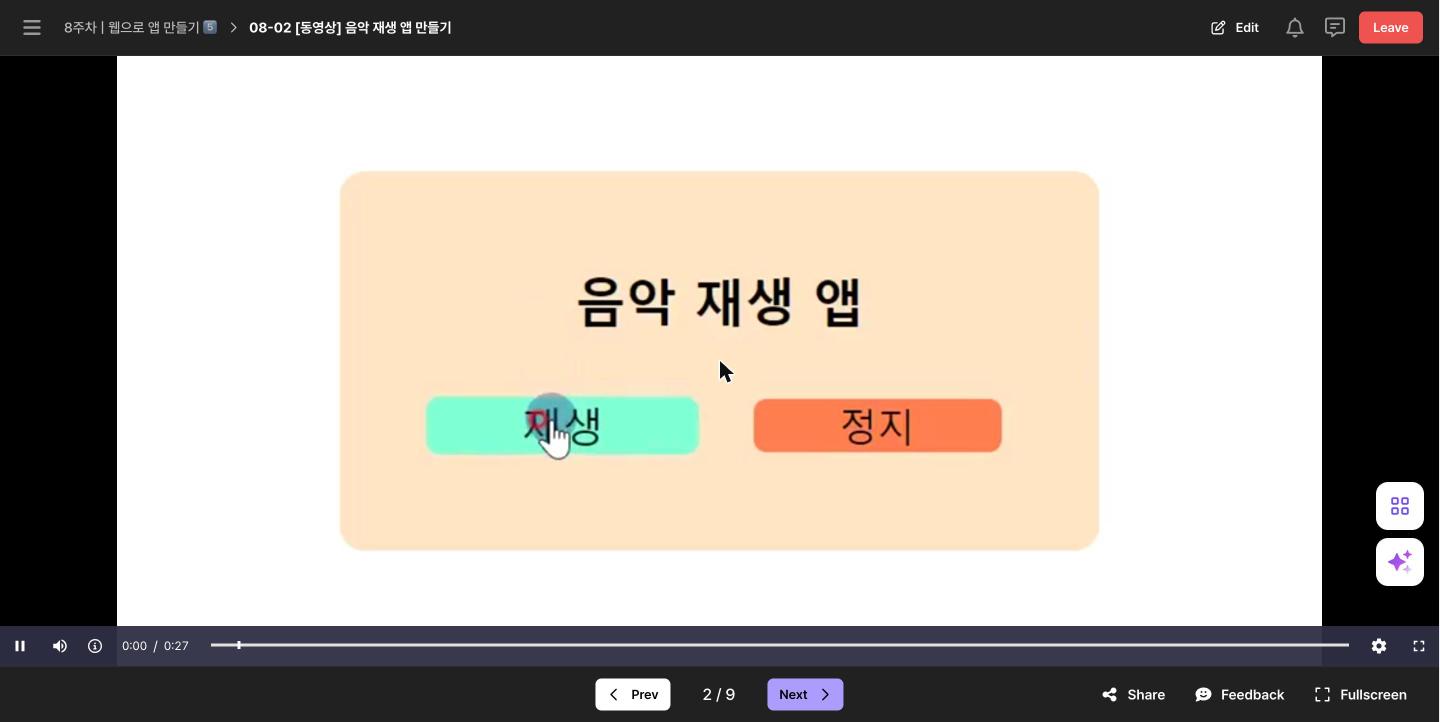 8주차 | 웹으로 앱 만들기 5 > 08-02 [동영상] 음악 재생 앱 만들기
Edit
Leave
음악 재생 앱
재생
정지
0:00 / 0:27
Prev
2 / 9
Next
Share
Feedback
Fullscreen